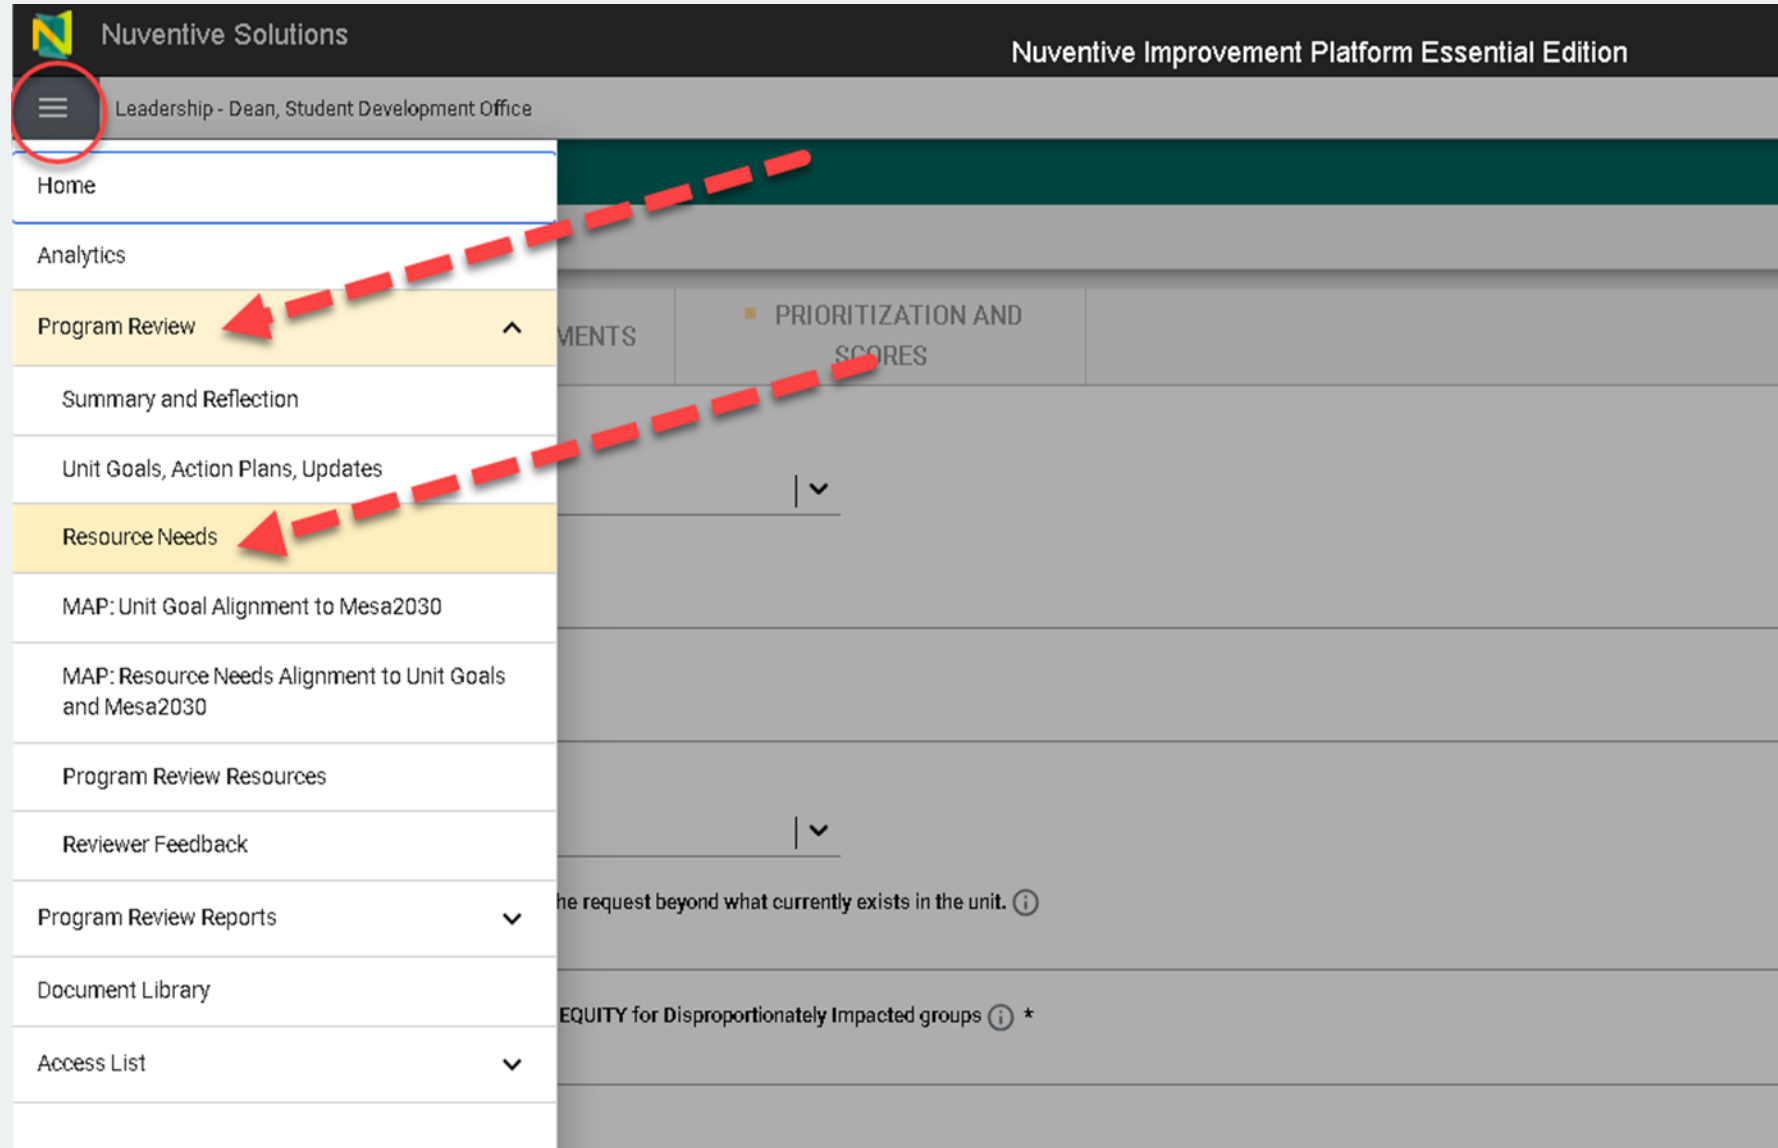 Nuventive Solutions
Nuventive Improvement Platform Essential Edition
Leadership - Dean, Student Development Office
Home
Analytics
Program Review
Summary and Reflection
Unit Goals, Action Plans, Updates
Resource Needs
MAP: Unit Goal Alignment to Mesa2030
MAP: Resource Needs Alignment to Unit Goals
and Mesa2030
Program Review Resources
Reviewer Feedback
Program Review Reports
Document Library
Access List
MENTS
PRIORITIZATION AND
SCORES
he request beyond what currently exists in the unit.
EQUITY for Disproportionately Impacted groups *